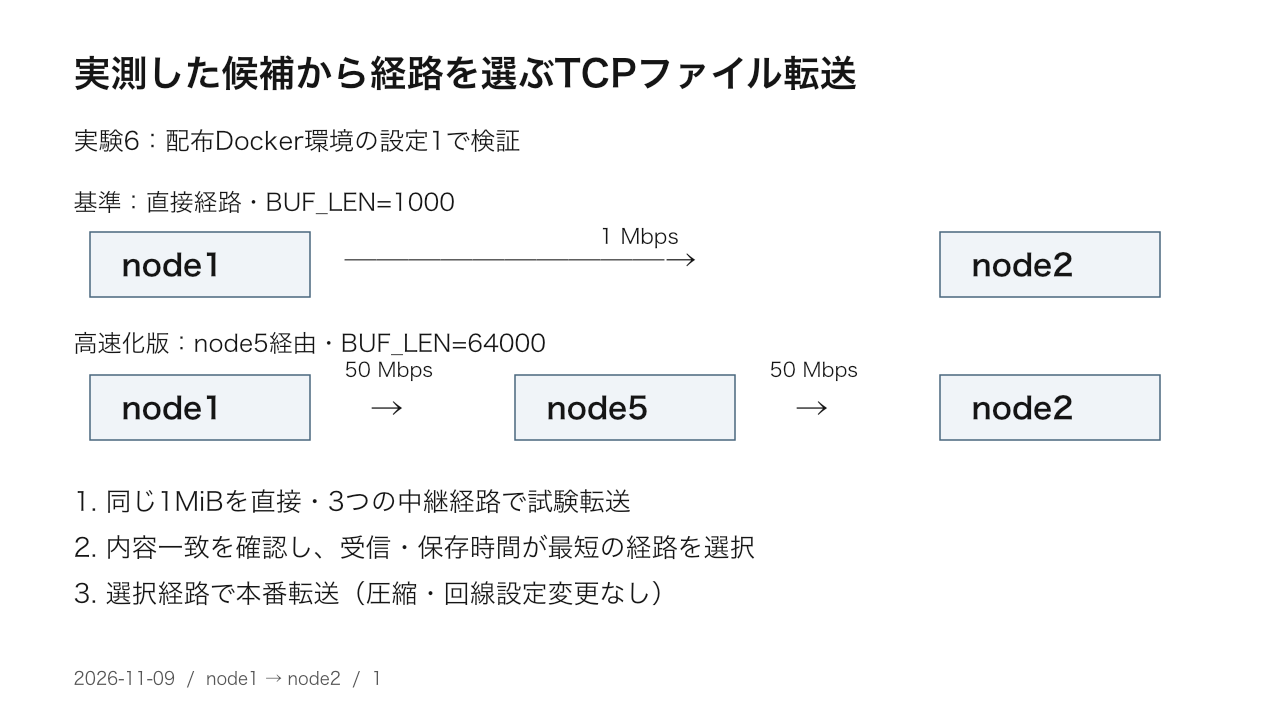 実測した候補から経路を選ぶTCPファイル転送
実験6：配布Docker環境の設定1で検証
基準：直接経路・BUF_LEN=1000
1 Mbps
node1 → node2
高速化版：node5経由・BUF_LEN=64000
50 Mbps 50 Mbps
node1 → node5 → node2
1. 同じ1MiBを直接・3つの中継経路で試験転送
2. 内容一致を確認し、受信・保存時間が最短の経路を選択
3. 選択経路で本番転送（圧縮・回線設定変更なし）
2026-11-09 / node1 → node2 / 1